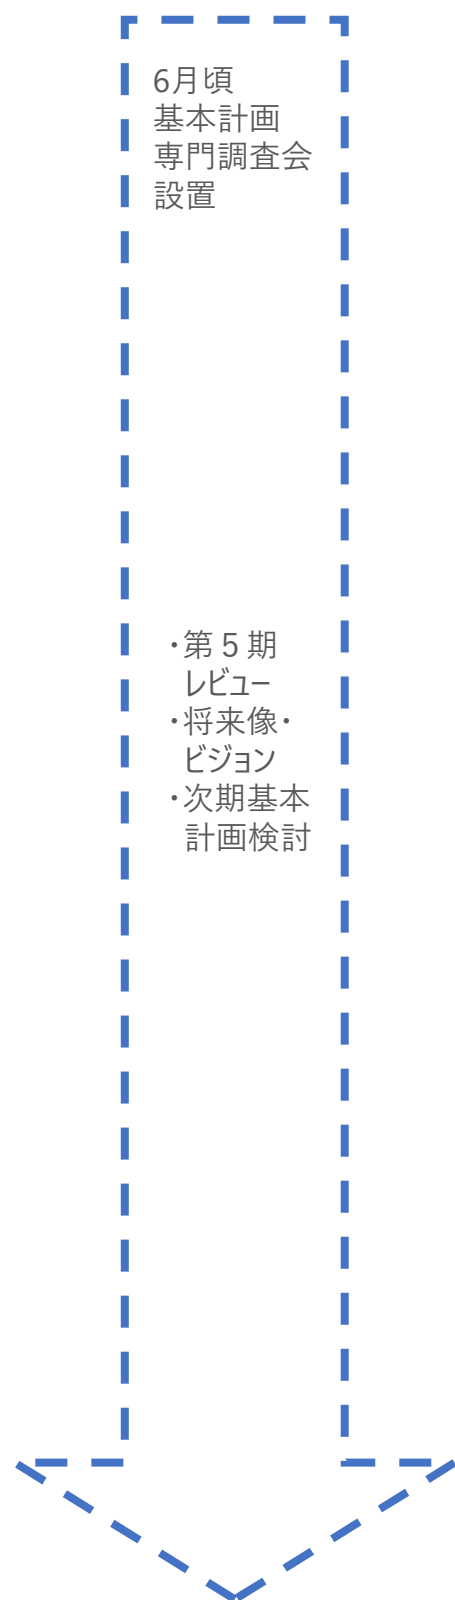 6月頃
基本計画
専門調査会
設置
・第５期
レビュー
・将来像・
ビジョン
・次期基本
計画検討